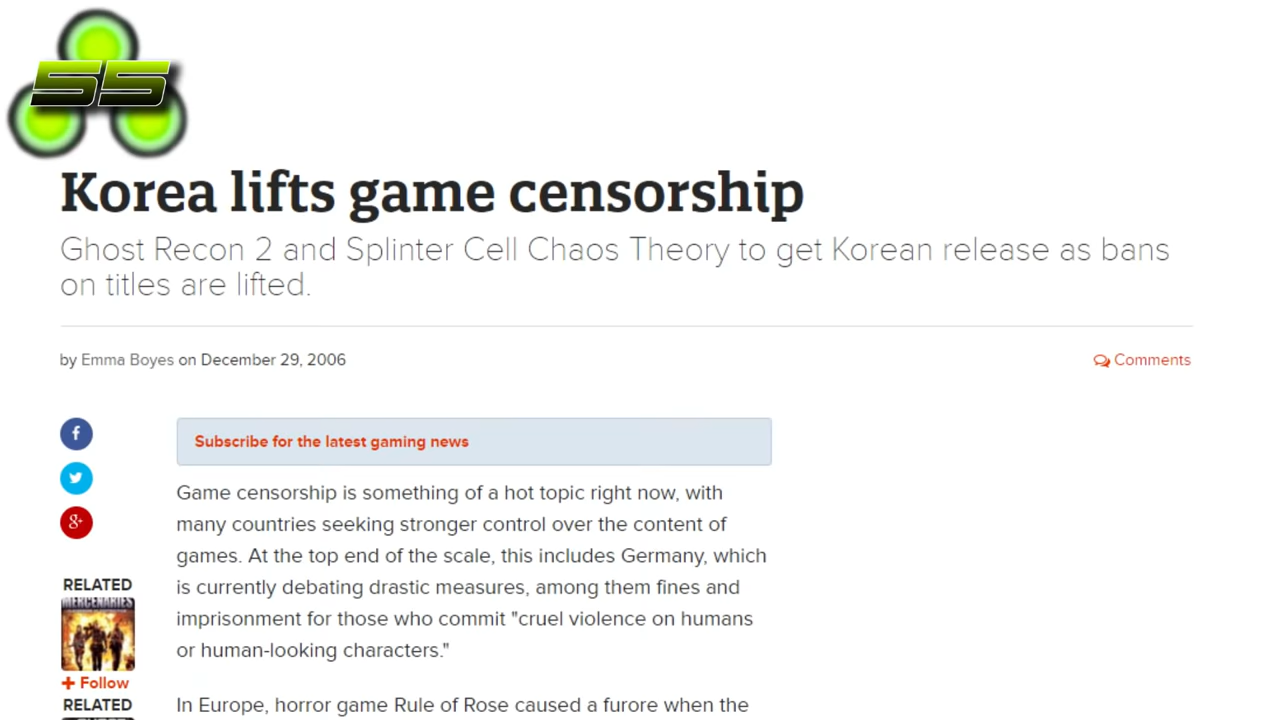 55
Korea lifts game censorship
Ghost Recon 2 and Splinter Cell Chaos Theory to get Korean release as bans
on titles are lifted.
by Emma Boyes on December 29, 2006
Comments
Subscribe for the latest gaming news
Game censorship is something of a hot topic right now, with
many countries seeking stronger control over the content of
games. At the top end of the scale, this includes Germany, which
is currently debating drastic measures, among them fines and
imprisonment for those who commit "cruel violence on humans
or human-looking characters."
In Europe, horror game Rule of Rose caused a furore when the
f
g+
RELATED
MERCENARIES
+ Follow
RELATED